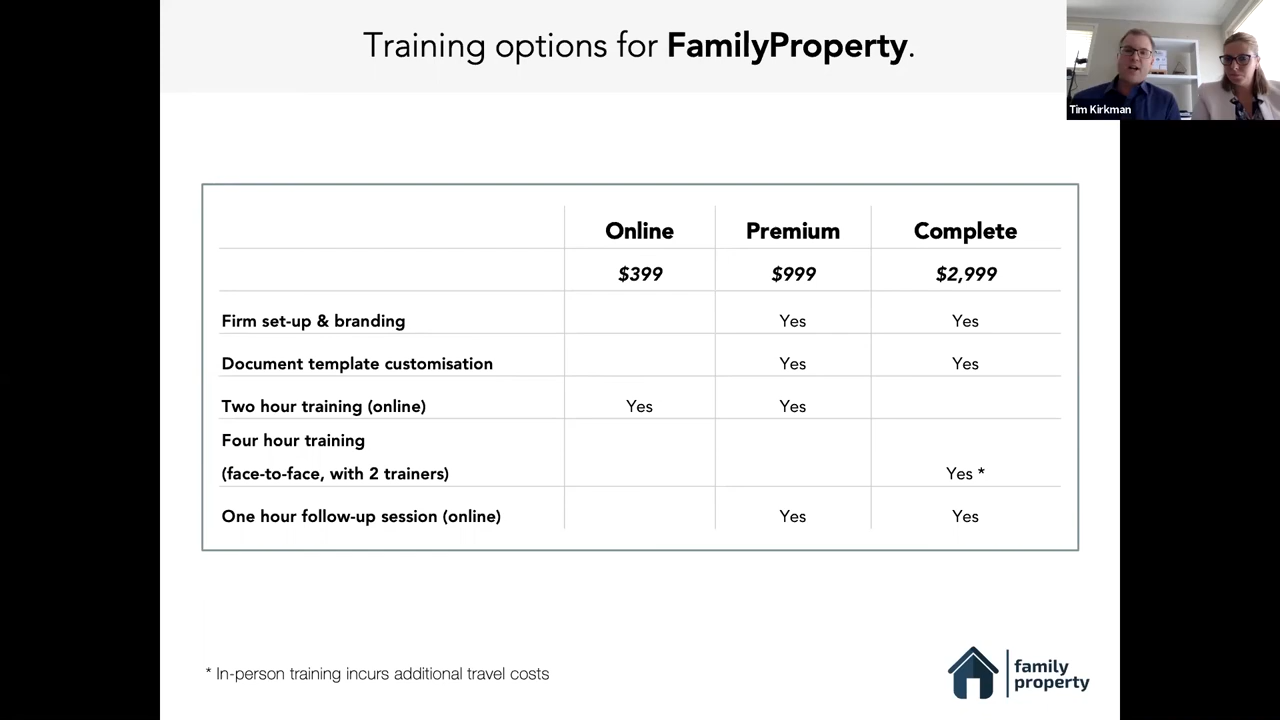 Training options for FamilyProperty.
Tim Kirkman
Online Premium Complete
$399 $999 $2,999
Firm set-up & branding Yes Yes
Document template customisation Yes Yes
Two hour training (online) Yes Yes
Four hour training
(face-to-face, with 2 trainers) Yes *
One hour follow-up session (online) Yes Yes
* In-person training incurs additional travel costs
family
property